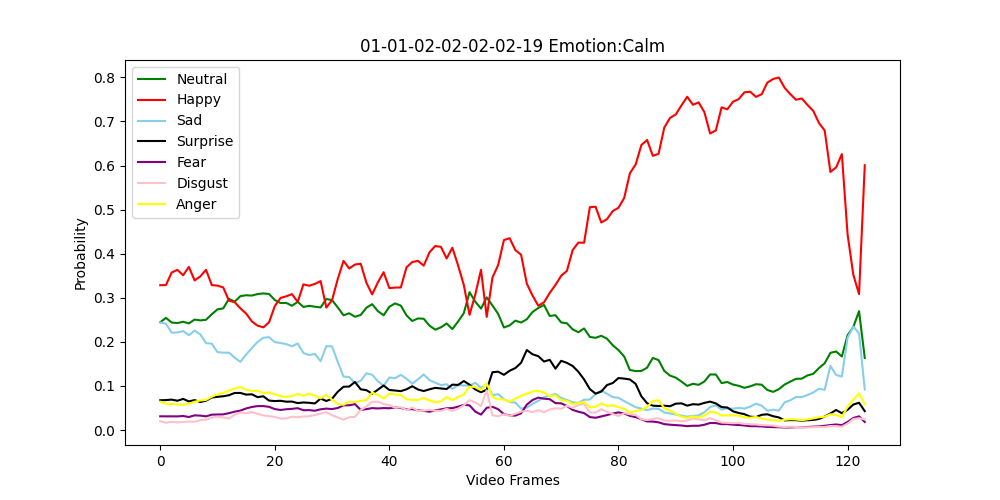 01-01-02-02-02-02-19 Emotion:Calm
Neutral
Happy
Sad
Surprise
Fear
Disgust
Anger
Probability
0.8
0.7
0.6
0.5
0.4
0.3
0.2
0.1
0.0
0 20 40 60 80 100 120
Video Frames